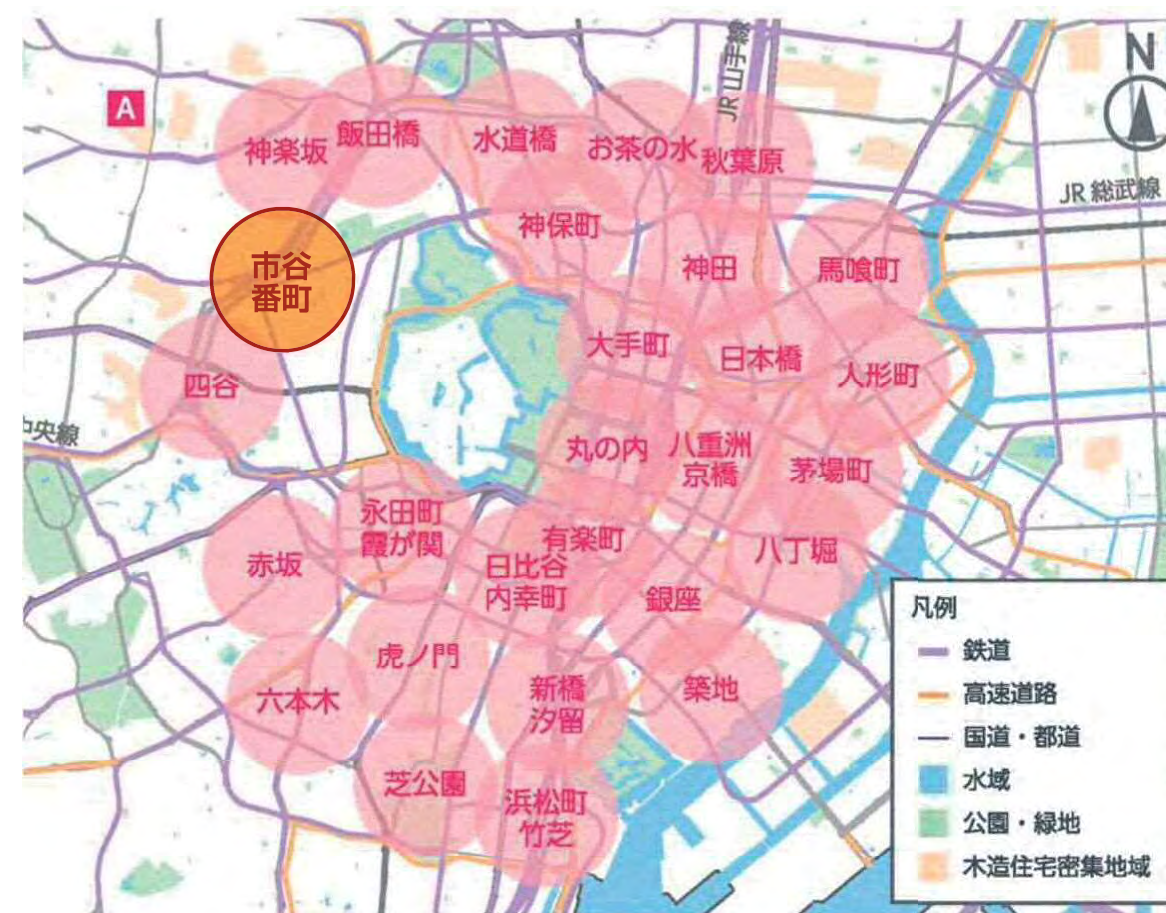 JR 山手線
N
A
神楽坂
飯田橋
水道橋
お茶の水
秋葉原
JR 総武線
神保町
市谷
番町
神田
馬喰町
大手町
日本橋
人形町
四谷
中央線
丸の内
八重洲
京橋
茅場町
永田町
霞が関
有楽町
八丁堀
赤坂
日比谷
内幸町
銀座
虎ノ門
新橋
汐留
築地
六本木
芝公園
浜松町
竹芝
凡例
鉄道
高速道路
国道・都道
水域
公園・緑地
木造住宅密集地域